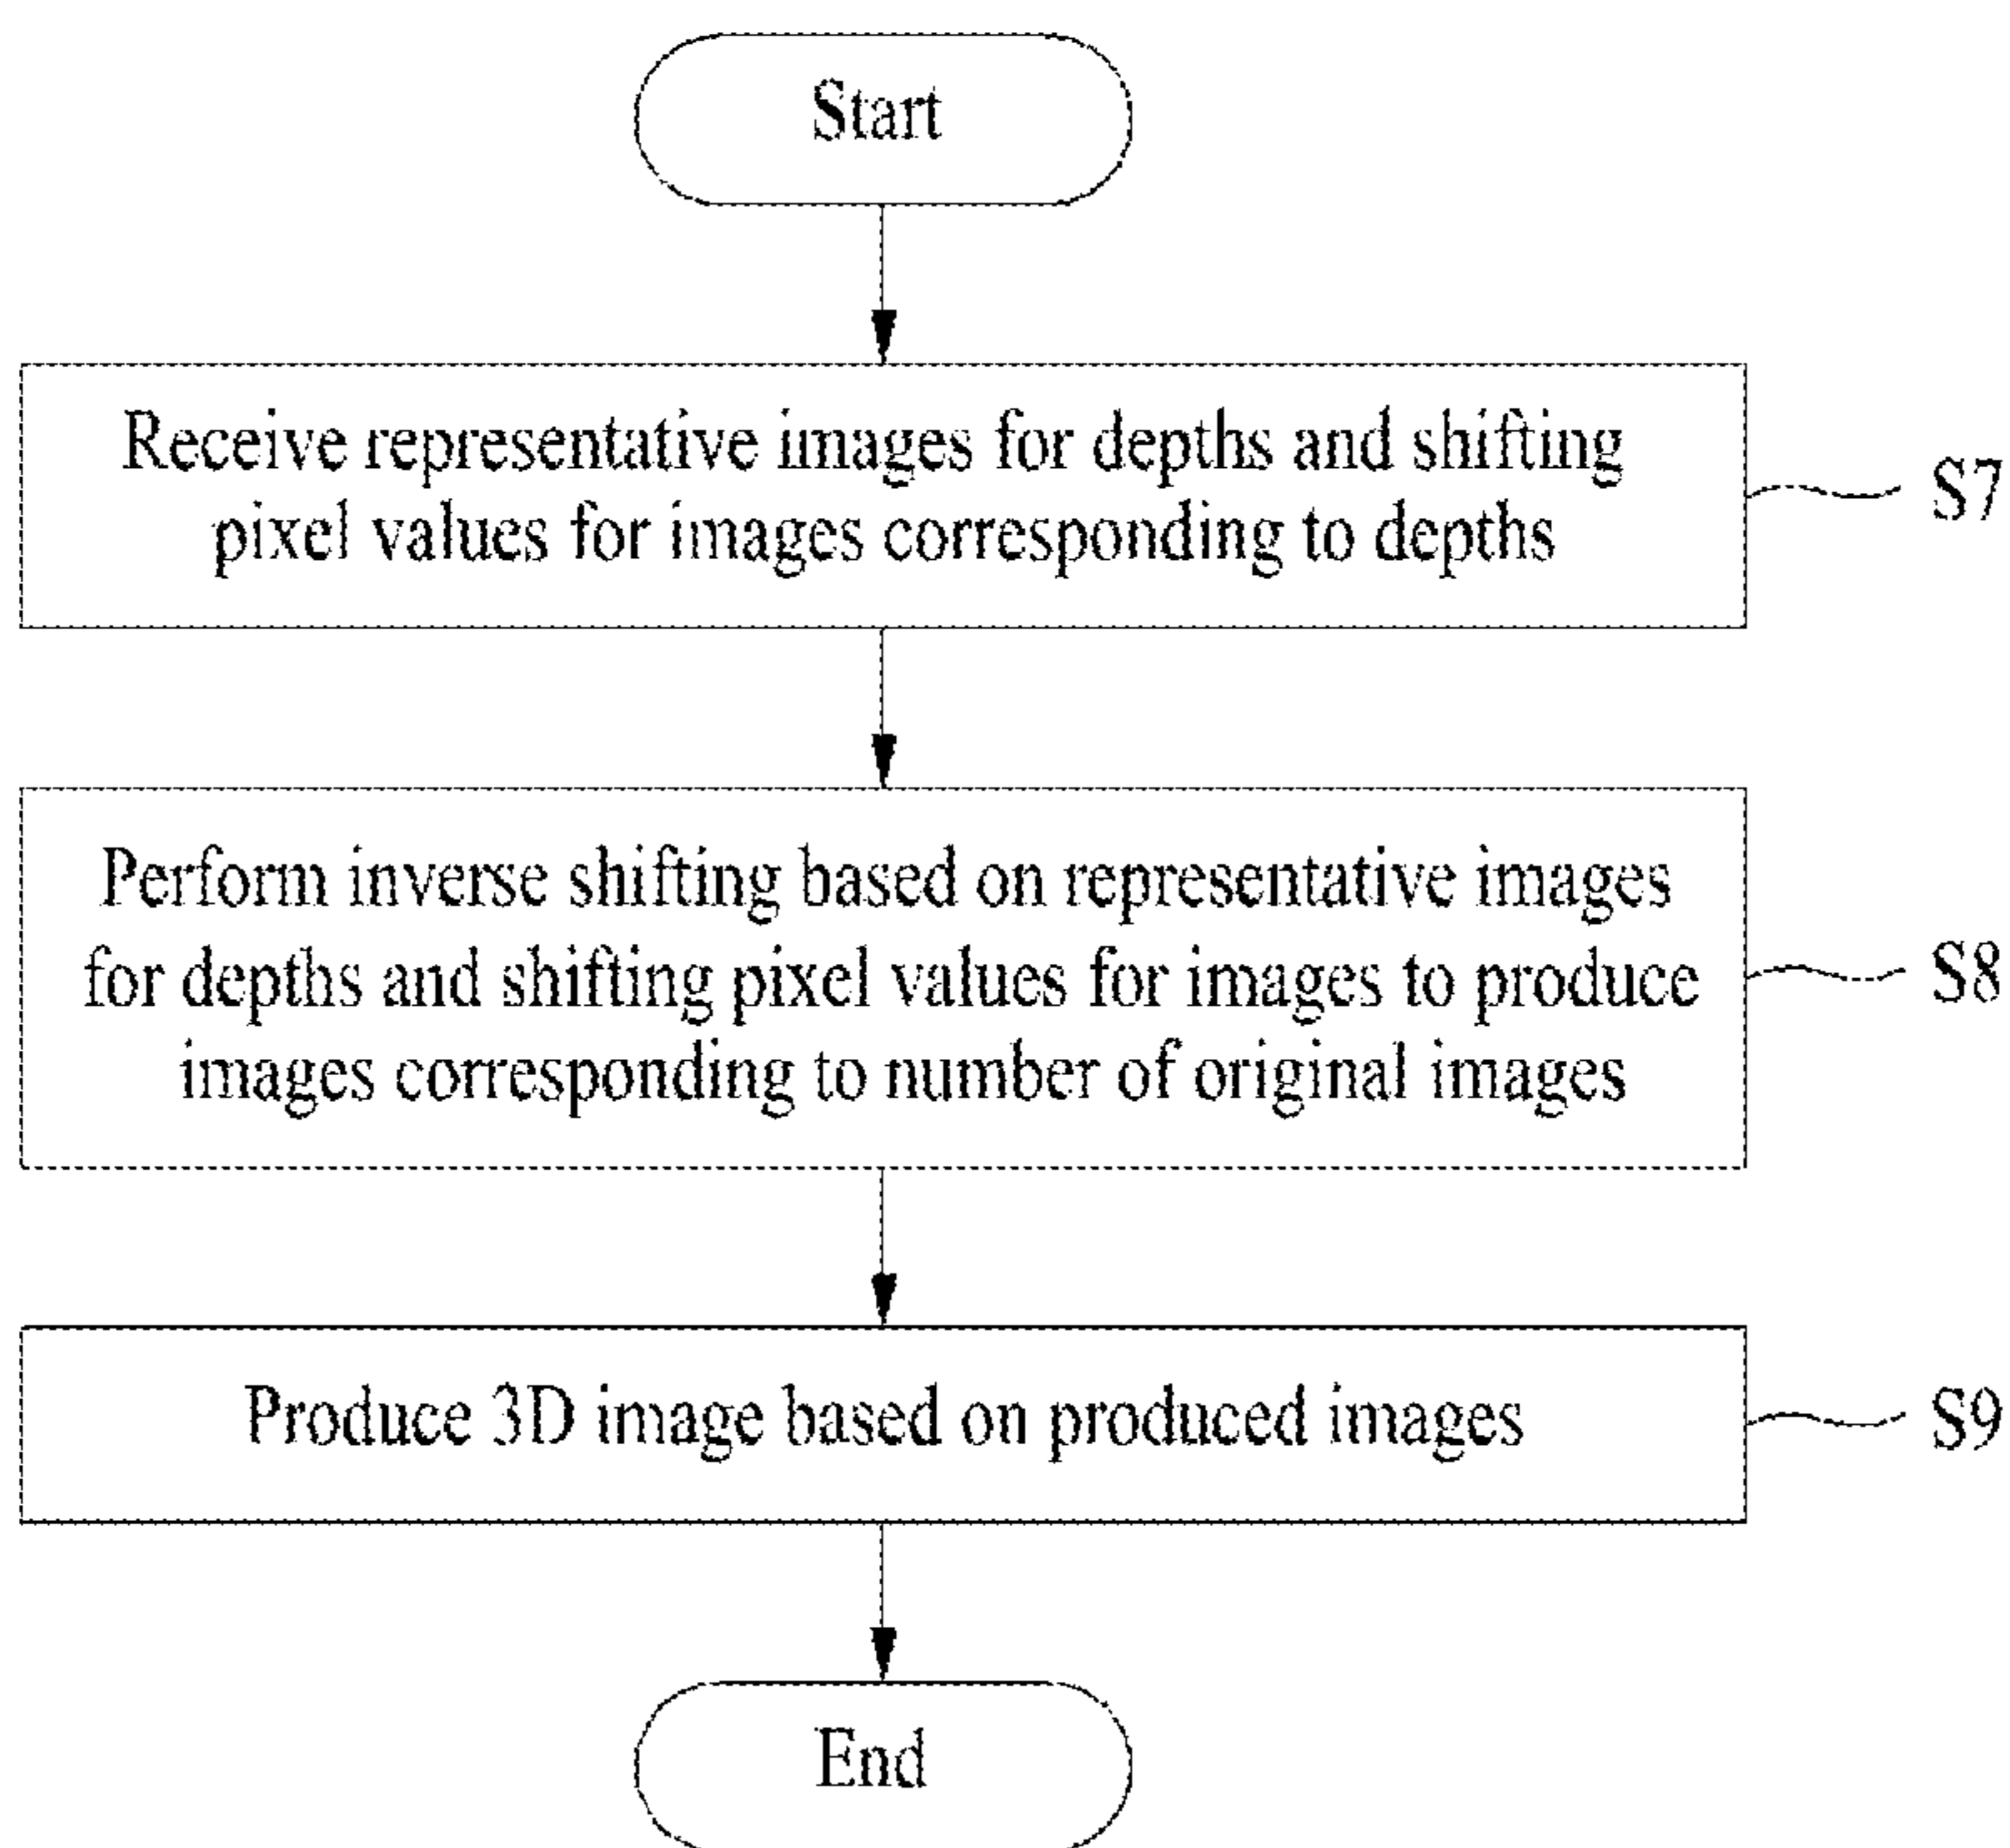 Start
Receive representative images for depths and shifting
pixel values for images corresponding to depths
S7
Perform inverse shifting based on representative images
for depths and shifting pixel values for images to produce
images corresponding to number of original images
S8
Produce 3D image based on produced images
S9
End